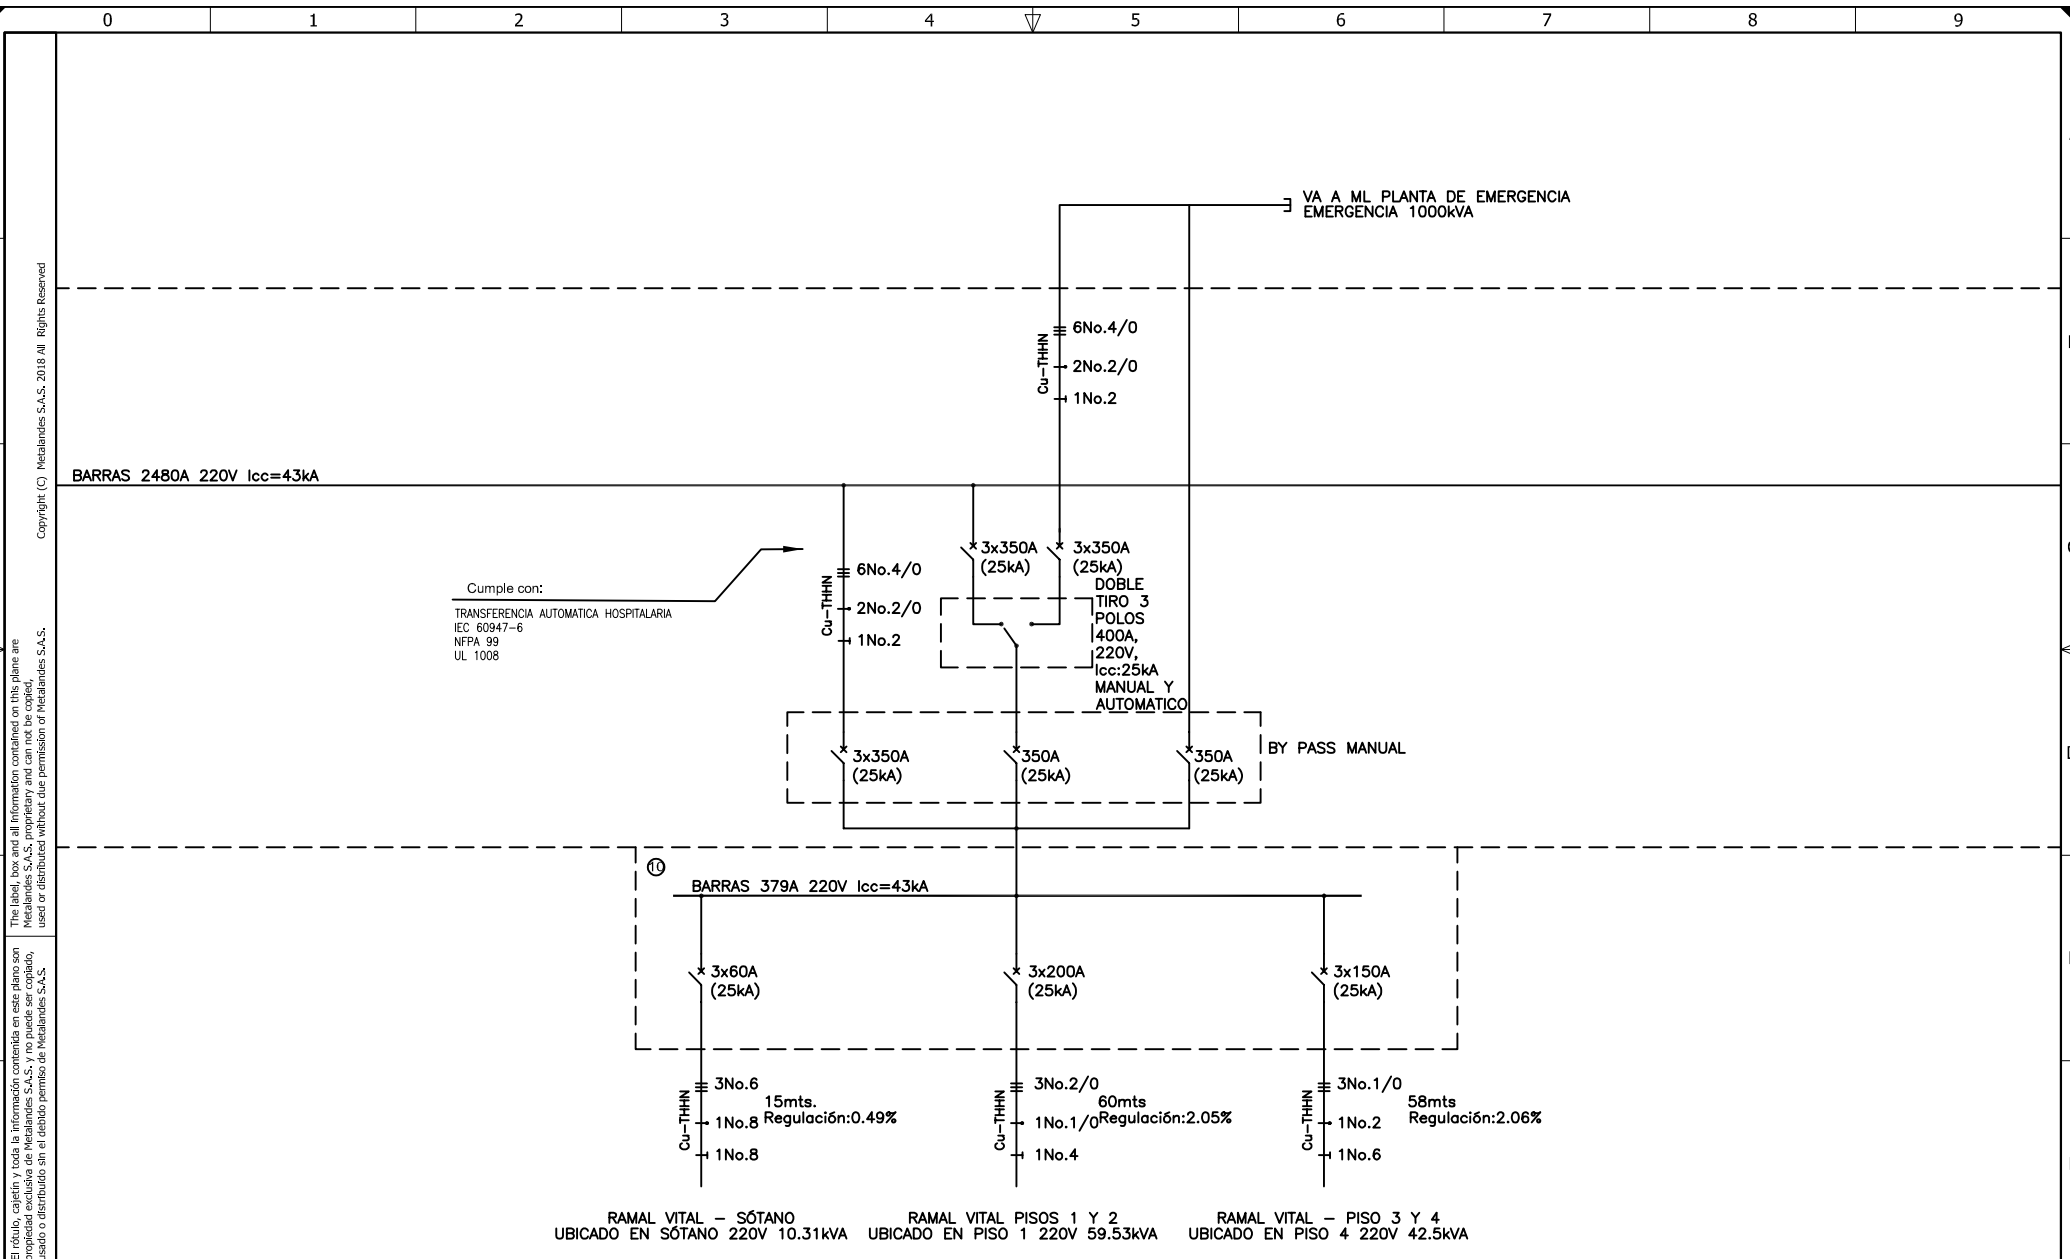 0 1 2 3 4 5 6 7 8 9
VA A ML PLANTA DE EMERGENCIA
EMERGENCIA 1000kVA
Cu-THHN
6No.4/0
2No.2/0
1No.2
BARRAS 2480A 220V Icc=43kA
Cumple con:
TRANSFERENCIA AUTOMATICA HOSPITALARIA
IEC 60947-6
NFPA 99
UL 1008
Cu-THHN
6No.4/0
2No.2/0
1No.2
3x350A
(25kA)
3x350A
(25kA)
DOBLE
TIRO 3
POLOS
400A,
220V,
Icc:25kA
MANUAL Y
AUTOMATICO
3x350A
(25kA)
350A
(25kA)
350A
(25kA)
BY PASS MANUAL
10
BARRAS 379A 220V Icc=43kA
3x60A
(25kA)
3x200A
(25kA)
3x150A
(25kA)
Cu-THHN
3No.6
1No.8
1No.8
15mts.
Regulación:0.49%
Cu-THHN
3No.2/0
1No.1/0
1No.4
60mts
Regulación:2.05%
Cu-THHN
3No.1/0
1No.2
1No.6
58mts
Regulación:2.06%
RAMAL VITAL - SÓTANO
UBICADO EN SÓTANO 220V 10.31kVA
RAMAL VITAL PISOS 1 Y 2
UBICADO EN PISO 1 220V 59.53kVA
RAMAL VITAL - PISO 3 Y 4
UBICADO EN PISO 4 220V 42.5kVA
The label, box and all information contained on this plane are
Metalandes S.A.S. proprietary and can not be copied,
used or distributed without due permission of Metalandes S.A.S.
Copyright (C) Metalandes S.A.S. 2018 All Rights Reserved
El rótulo, cajetín y toda la información contenida en este plano son
propiedad exclusiva de Metalandes S.A.S. y no puede ser copiado,
usado o distribuido sin el debido permiso de Metalandes S.A.S.